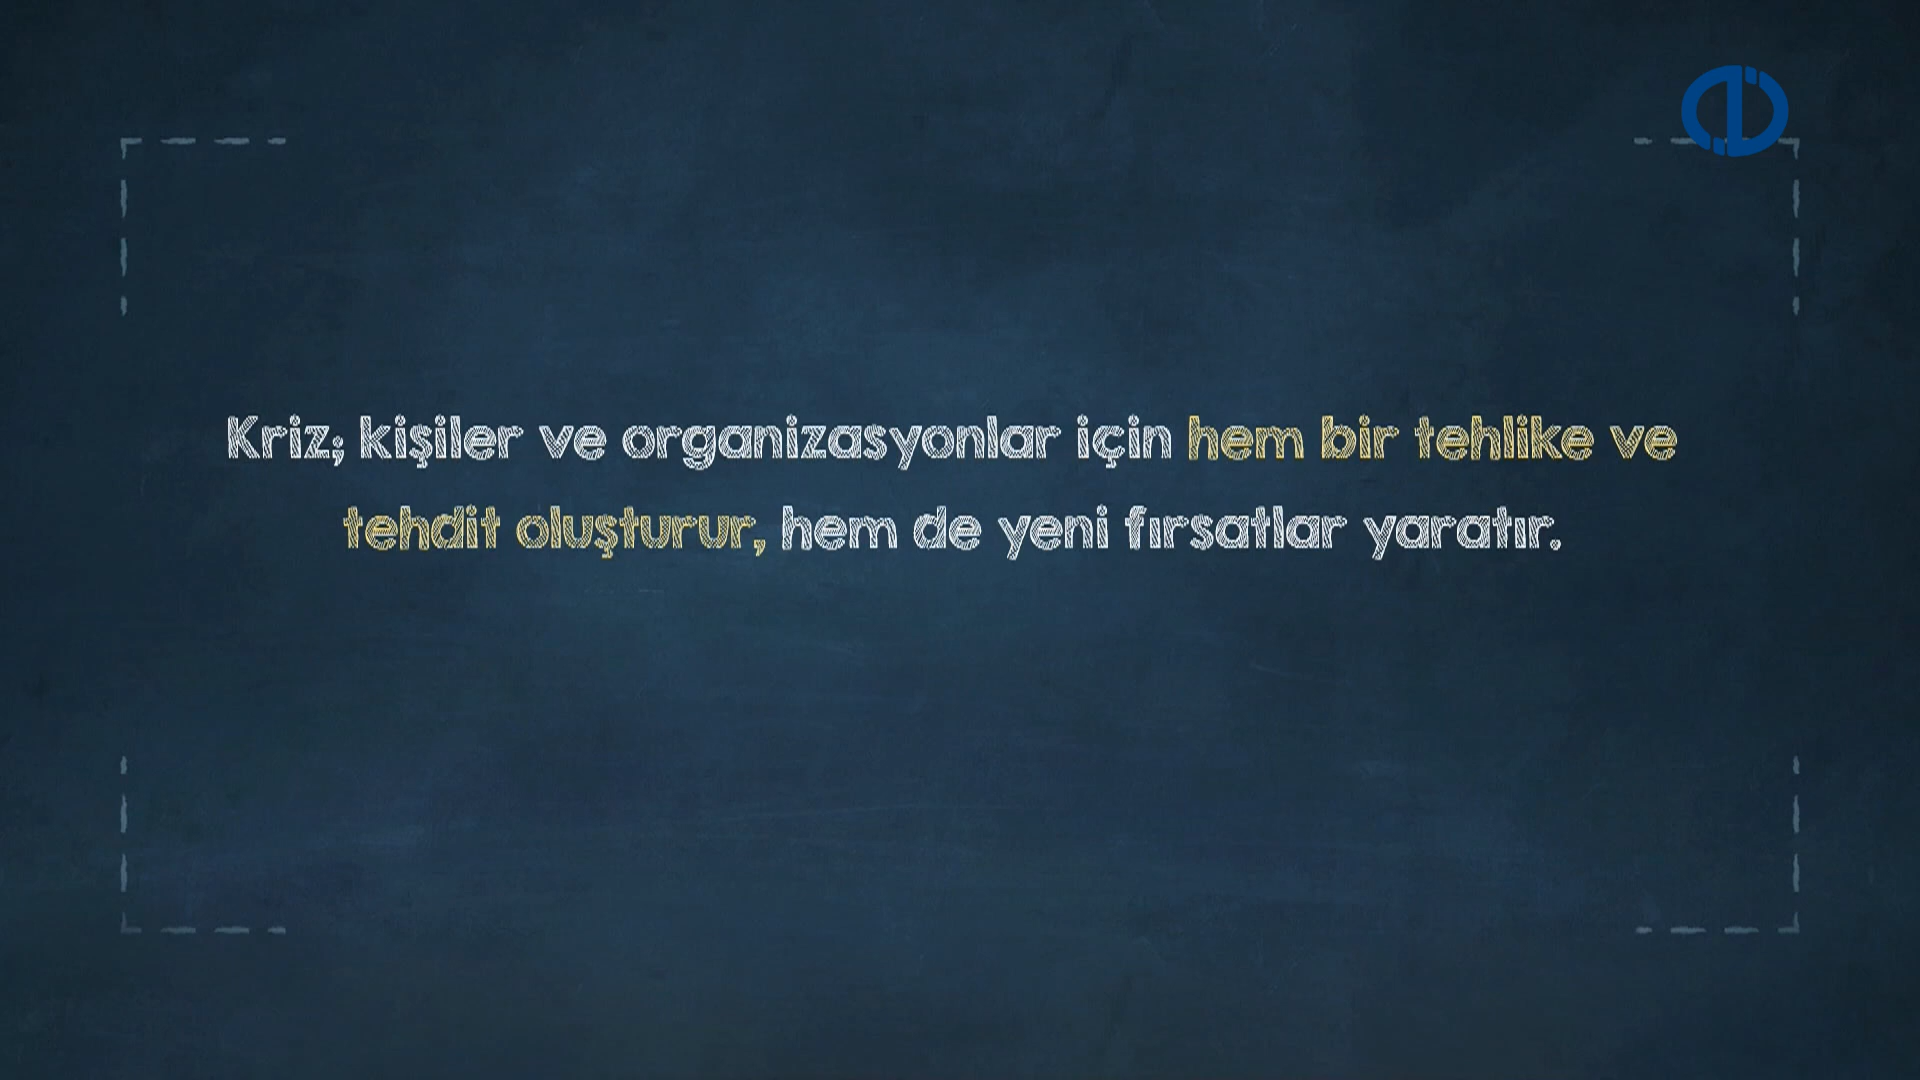 Kriz; kişiler ve organizasyonlar için hem bir tehlike ve
tehdit oluşturur, hem de yeni fırsatlar yaratır.